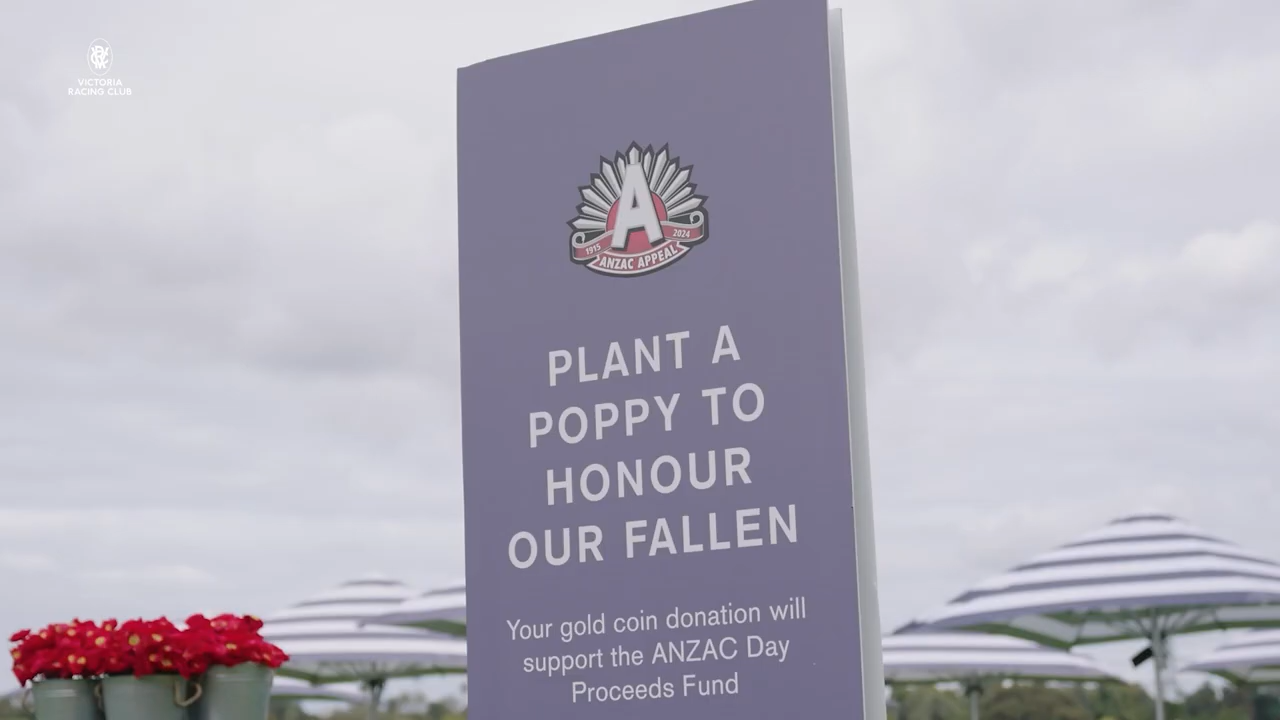 VICTORIA
RACING CLUB
A
1915
2024
ANZAC APPEAL
PLANT A
POPPY TO
HONOUR
OUR FALLEN
Your gold coin donation will
support the ANZAC Day
Proceeds Fund